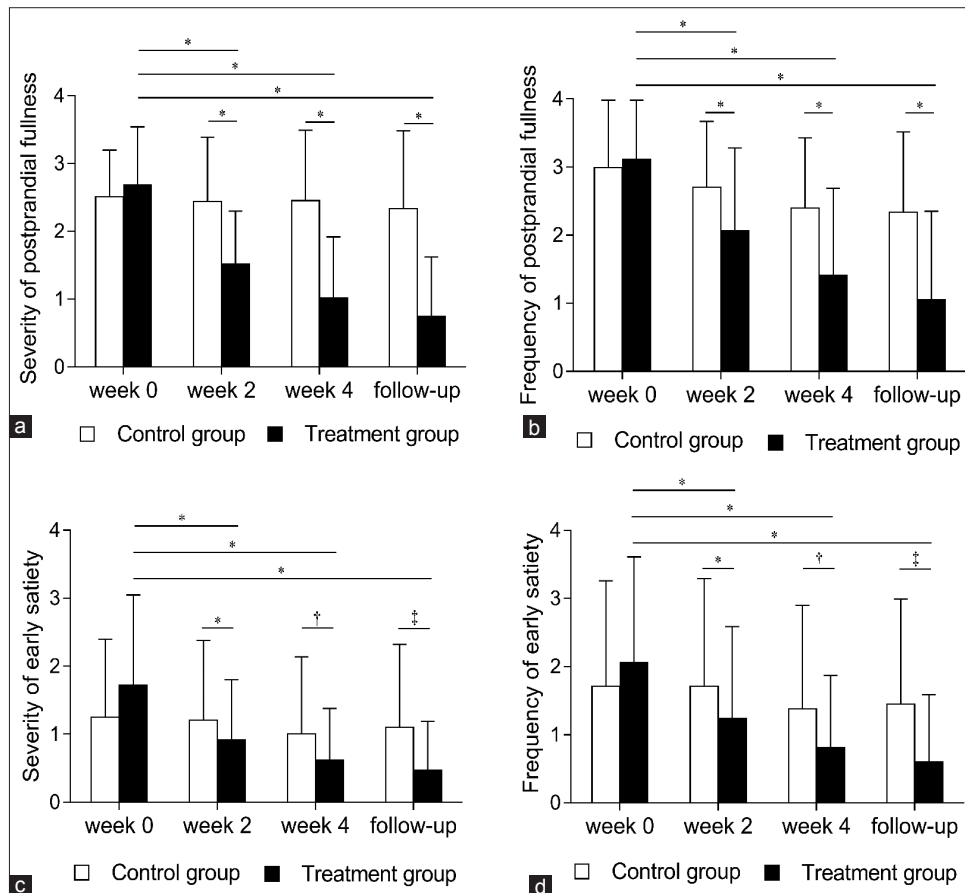 *
*
*
* * *
Severity of postprandial fullness
4
3
2
1
0
week 0 week 2 week 4 follow-up
a
Control group Treatment group
*
*
*
* * *
Frequency of postprandial fullness
4
3
2
1
0
week 0 week 2 week 4 follow-up
b
Control group Treatment group
*
*
*
* † ‡
Severity of early satiety
4
3
2
1
0
week 0 week 2 week 4 follow-up
c
Control group Treatment group
*
*
*
* † ‡
Frequency of early satiety
4
3
2
1
0
week 0 week 2 week 4 follow-up
d
Control group Treatment group